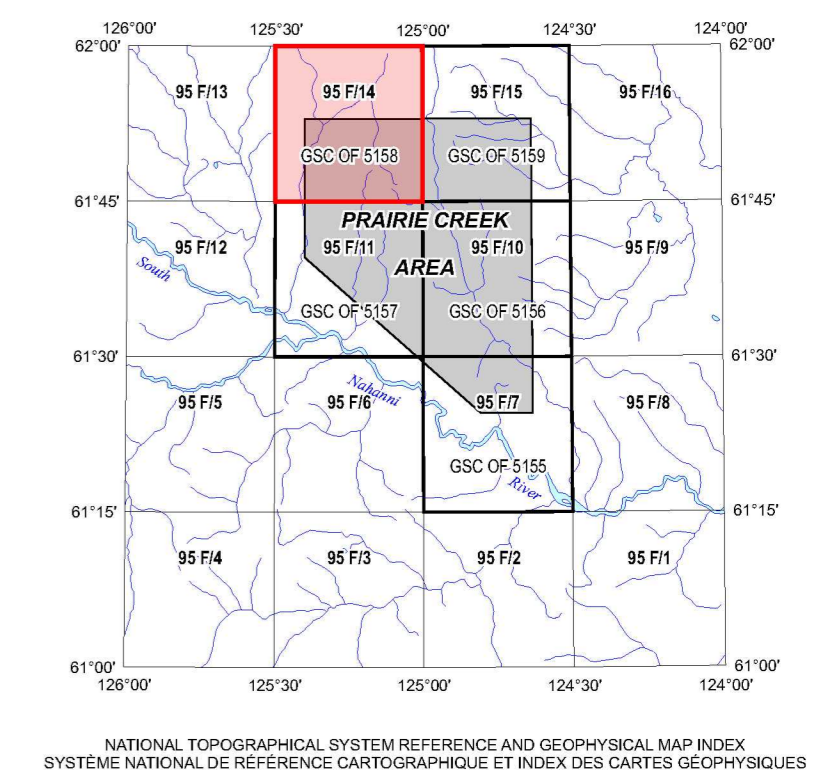 126°00' 125°30' 125°00' 124°30' 124°00'
62°00' 62°00'
95 F/13 95 F/14 95 F/15 95 F/16
GSC OF 5158 GSC OF 5159
61°45' 61°45'
PRAIRIE CREEK
95 F/12 95 F/11 95 F/10 95 F/9
South AREA
GSC OF 5157 GSC OF 5156
61°30' 61°30'
Nahanni
95 F/5 95 F/6 95 F/7 95 F/8
GSC OF 5155
River
61°15' 61°15'
95 F/4 95 F/3 95 F/2 95 F/1
61°00' 61°00'
126°00' 125°30' 125°00' 124°30' 124°00'
NATIONAL TOPOGRAPHICAL SYSTEM REFERENCE AND GEOPHYSICAL MAP INDEX
SYSTÈME NATIONAL DE RÉFÉRENCE CARTOGRAPHIQUE ET INDEX DES CARTES GÉOPHYSIQUES